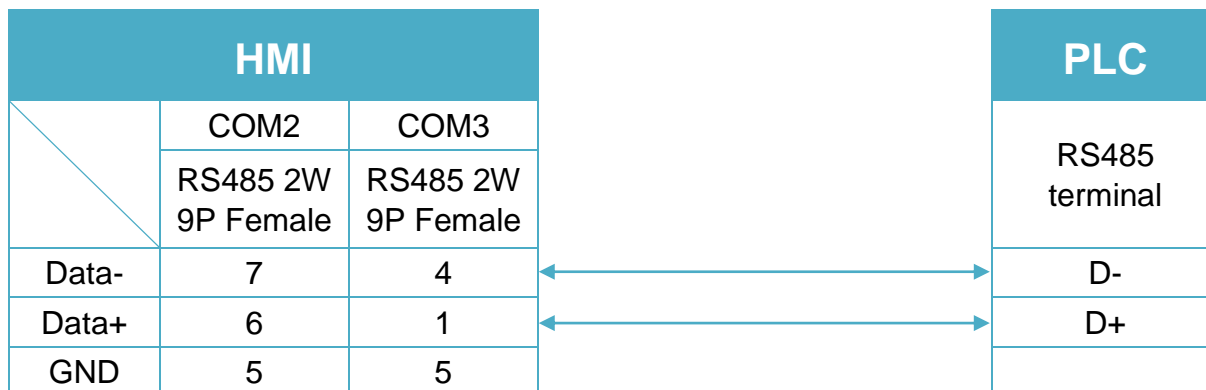 HMI PLC
COM2 COM3
RS485 2W RS485 2W RS485
9P Female 9P Female terminal
Data- 7 4 D-
Data+ 6 1 D+
GND 5 5